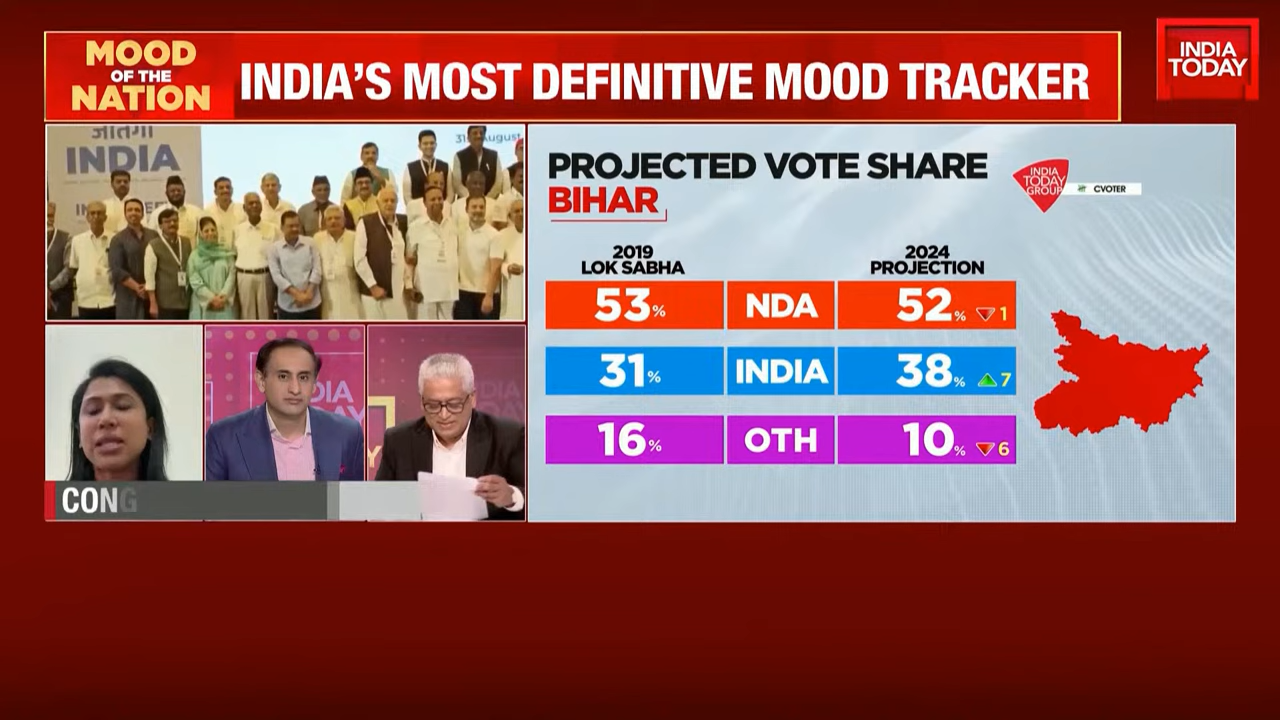 MOOD
OF THE
NATION
INDIA'S MOST DEFINITIVE MOOD TRACKER
INDIA
TODAY
जीतेगा
INDIA
31 August
PROJECTED VOTE SHARE
BIHAR
INDIA
TODAY
GROUP
CVOTER
2019
LOK SABHA
2024
PROJECTION
53% NDA 52% 1
31% INDIA 38% 7
16% OTH 10% 6
CONG